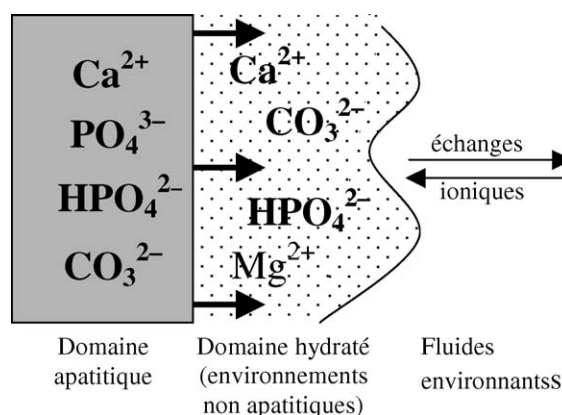 Ca²⁺
PO₄³⁻
HPO₄²⁻
CO₃²⁻
Ca²⁺
CO₃²⁻
HPO₄²⁻
Mg²⁺
échanges
ioniques
Domaine
apatitique
Domaine hydraté
(environnements
non apatitiques)
Fluides
environnantss